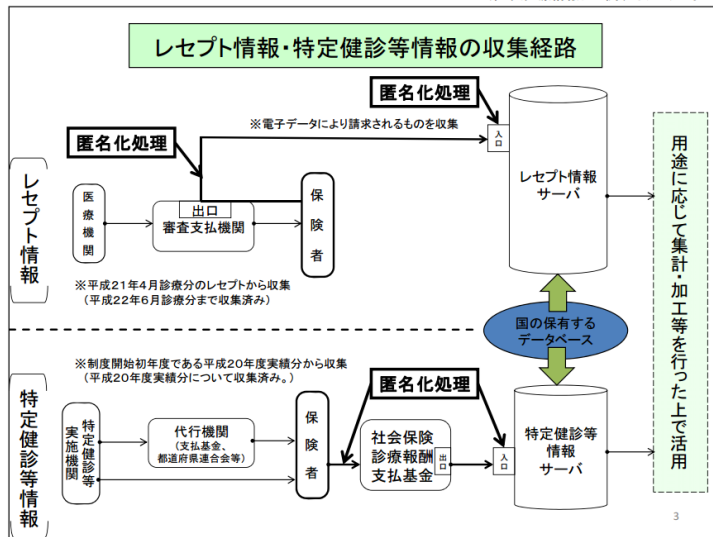 レセプト情報・特定健診等情報の収集経路
匿名化処理
※電子データにより請求されるものを収集
匿名化処理
入口
レセプト情報
サーバ
レセプト情報
医療機関
出口
審査支払機関
保険者
※平成21年4月診療分のレセプトから収集
(平成22年6月診療分まで収集済み)
国の保有する
データベース
用途に応じて集計・加工等を行った上で活用
※制度開始初年度である平成20年度実績分から収集
(平成20年度実績分について収集済み。)
匿名化処理
特定健診等情報
特定健診等
実施機関
代行機関
(支払基金、
都道府県連合会等)
保険者
社会保険
診療報酬
支払基金
出口
入口
特定健診等
情報
サーバ
3